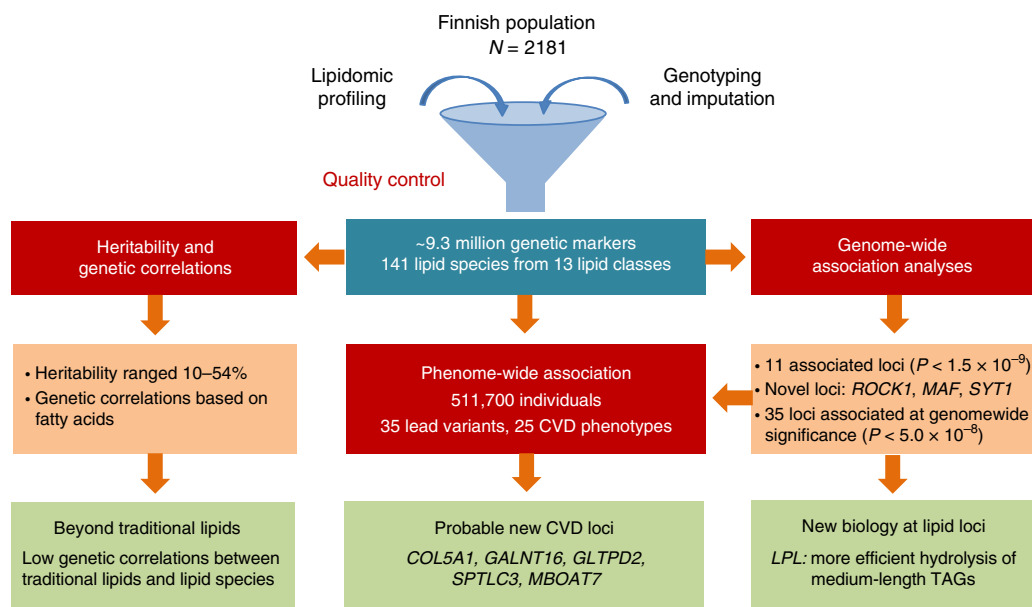 Finnish population
N = 2181
Lipidomic
profiling
Genotyping
and imputation
Quality control
Heritability and
genetic correlations
~9.3 million genetic markers
141 lipid species from 13 lipid classes
Genome-wide
association analyses
• Heritability ranged 10–54%
• Genetic correlations based on
fatty acids
Phenome-wide association
511,700 individuals
35 lead variants, 25 CVD phenotypes
• 11 associated loci (P < 1.5 × 10⁻⁹)
• Novel loci: ROCK1, MAF, SYT1
• 35 loci associated at genomewide
significance (P < 5.0 × 10⁻⁸)
Beyond traditional lipids
Low genetic correlations between
traditional lipids and lipid species
Probable new CVD loci
COL5A1, GALNT16, GLTPD2,
SPTLC3, MBOAT7
New biology at lipid loci
LPL: more efficient hydrolysis of
medium-length TAGs